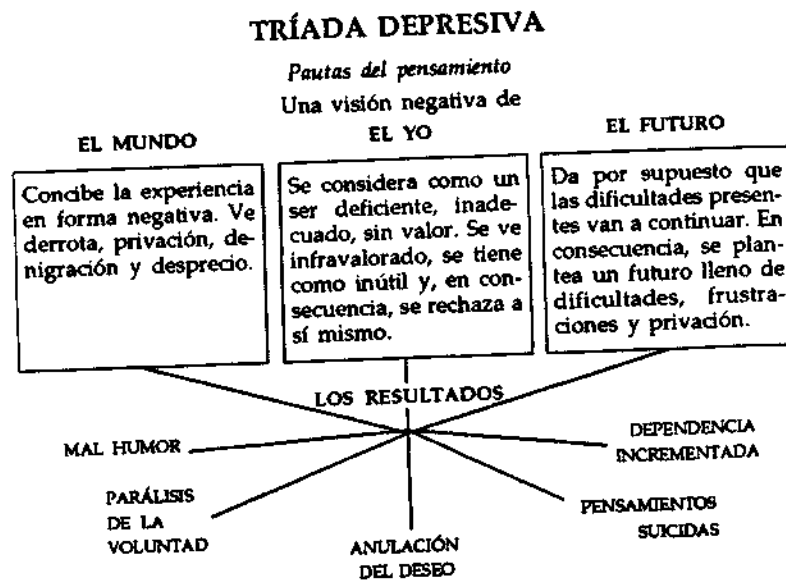 TRÍADA DEPRESIVA
Pautas del pensamiento
Una visión negativa de
EL MUNDO
EL YO
EL FUTURO
Concibe la experiencia
en forma negativa. Ve
derrota, privación, de-
nigración y desprecio.
Se considera como un
ser deficiente, inade-
cuado, sin valor. Se ve
infravalorado, se tiene
como inútil y, en con-
secuencia, se rechaza a
sí mismo.
Da por supuesto que
las dificultades presen-
tes van a continuar. En
consecuencia, se plan-
tea un futuro lleno de
dificultades, frustra-
ciones y privación.
LOS RESULTADOS
MAL HUMOR
DEPENDENCIA
INCREMENTADA
PARÁLISIS
DE LA
VOLUNTAD
ANULACIÓN
DEL DESEO
PENSAMIENTOS
SUICIDAS